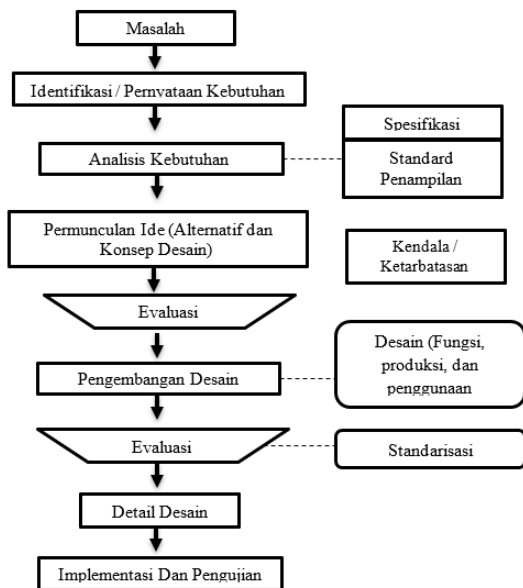 Masalah
Identifikasi / Pernyataan Kebutuhan
Spesifikasi
Analisis Kebutuhan
Standard
Penampilan
Permunculan Ide (Alternatif dan
Konsep Desain)
Kendala /
Ketarbatasan
Evaluasi
Desain (Fungsi,
produksi, dan
penggunaan
Pengembangan Desain
Evaluasi
Standarisasi
Detail Desain
Implementasi Dan Pengujian